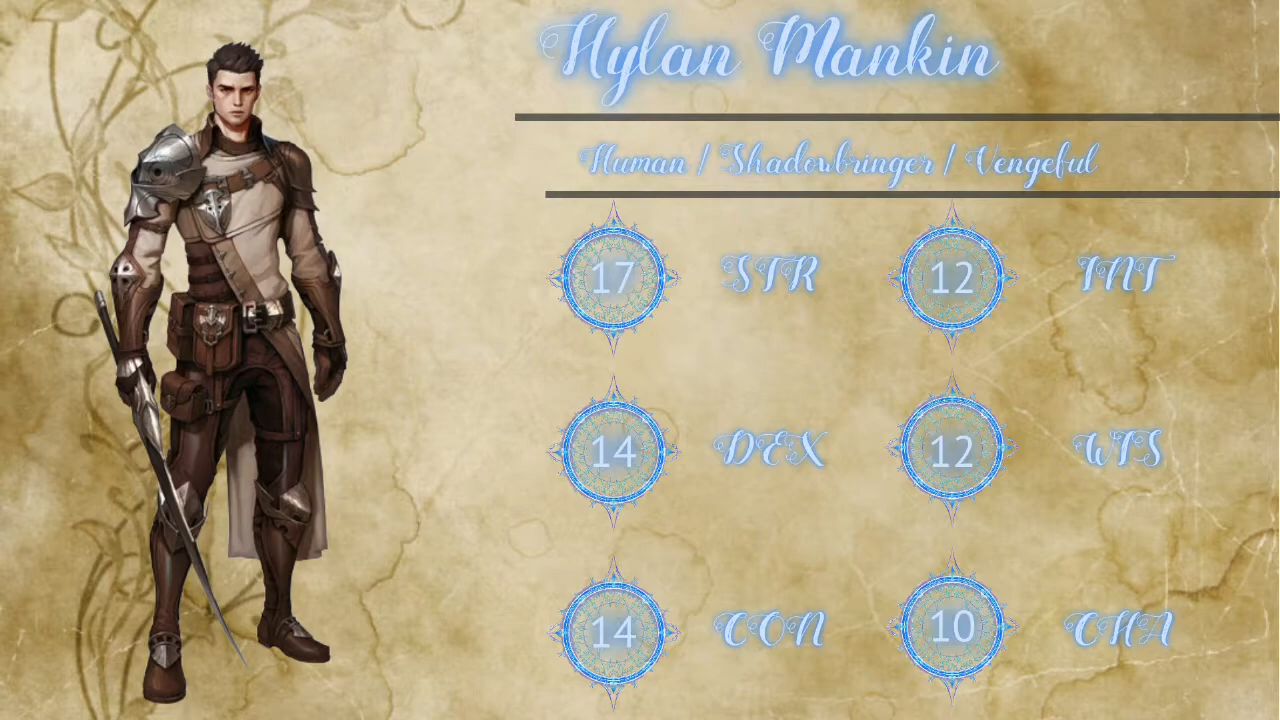 Hylan Mankin
Human / Shadowbringer / Vengeful
17 STR 12 INT
14 DEX 12 WIS
14 CON 10 CHA